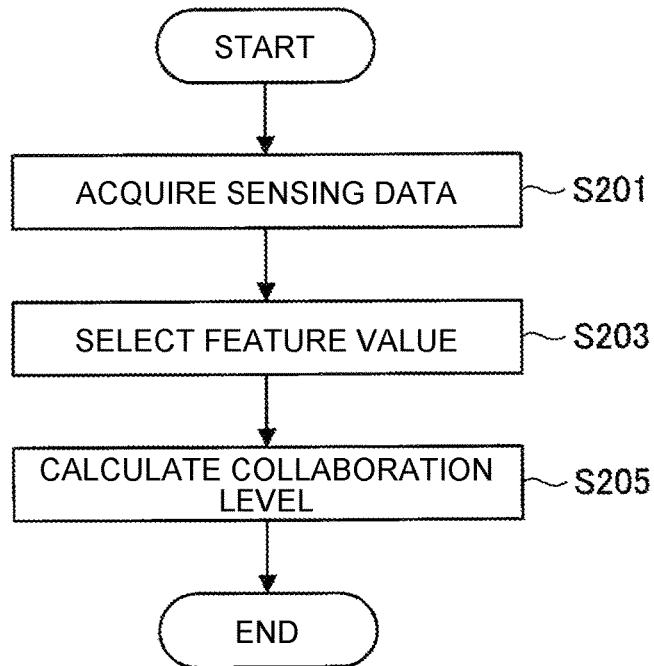 START
ACQUIRE SENSING DATA
S201
SELECT FEATURE VALUE
S203
CALCULATE COLLABORATION
LEVEL
S205
END